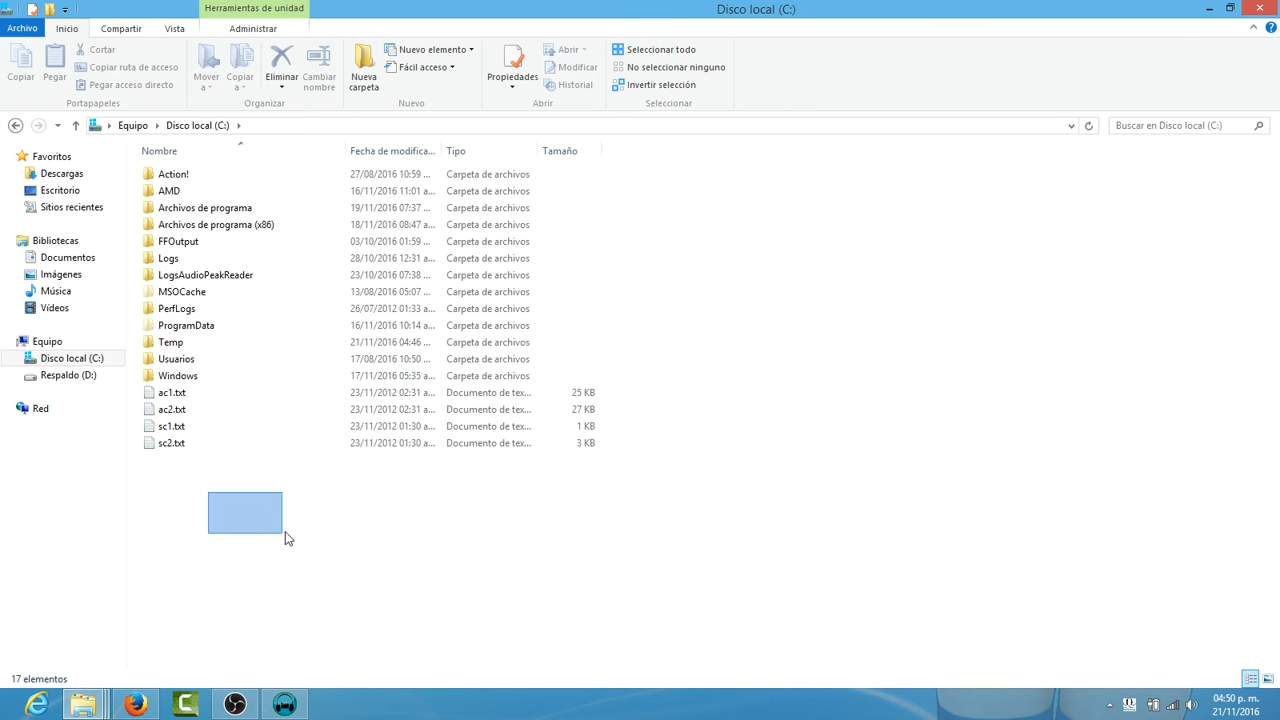 Herramientas de unidad
Disco local (C:)
Archivo Inicio Compartir Vista Administrar
Copiar
Pegar
Cortar
Copiar ruta de acceso
Pegar acceso directo
Portapapeles
Mover a
Copiar a
Eliminar
Cambiar nombre
Organizar
Nueva carpeta
Nuevo elemento
Fácil acceso
Nuevo
Propiedades
Abrir
Modificar
Historial
Abrir
Seleccionar todo
No seleccionar ninguno
Invertir selección
Seleccionar
Equipo Disco local (C:)
Buscar en Disco local (C:)
Favoritos
Descargas
Escritorio
Sitios recientes
Bibliotecas
Documentos
Imágenes
Música
Vídeos
Equipo
Disco local (C:)
Respaldo (D:)
Red
Nombre Fecha de modifica... Tipo Tamaño
Action! 27/08/2016 10:59 ... Carpeta de archivos
AMD 16/11/2016 11:01 a... Carpeta de archivos
Archivos de programa 19/11/2016 07:37 ... Carpeta de archivos
Archivos de programa (x86) 18/11/2016 08:47 a... Carpeta de archivos
FFOutput 03/10/2016 01:59 ... Carpeta de archivos
Logs 28/10/2016 12:31 a... Carpeta de archivos
LogsAudioPeakReader 23/10/2016 07:38 ... Carpeta de archivos
MSOCache 13/08/2016 05:07 ... Carpeta de archivos
PerfLogs 26/07/2012 01:33 a... Carpeta de archivos
ProgramData 16/11/2016 10:14 a... Carpeta de archivos
Temp 21/11/2016 04:46 ... Carpeta de archivos
Usuarios 17/08/2016 10:50 ... Carpeta de archivos
Windows 17/11/2016 05:35 a... Carpeta de archivos
ac1.txt 23/11/2012 02:31 a... Documento de tex... 25 KB
ac2.txt 23/11/2012 02:31 a... Documento de tex... 27 KB
sc1.txt 23/11/2012 01:30 a... Documento de tex... 1 KB
sc2.txt 23/11/2012 01:30 a... Documento de tex... 3 KB
17 elementos
04:50 p. m.
21/11/2016